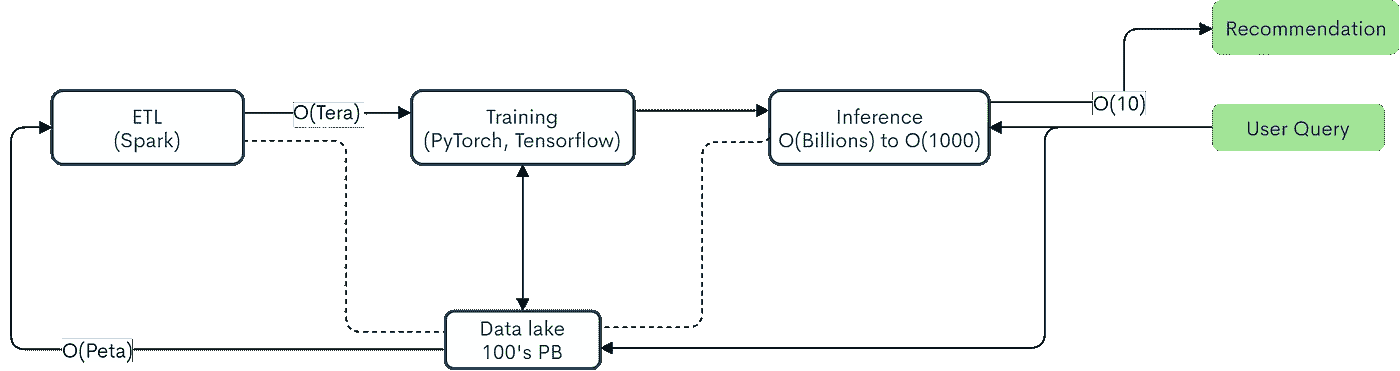 Recommendation
ETL
(Spark)
O(Tera)
Training
(PyTorch, Tensorflow)
Inference
O(Billions) to O(1000)
O(10)
User Query
Data lake
100's PB
O(Peta)